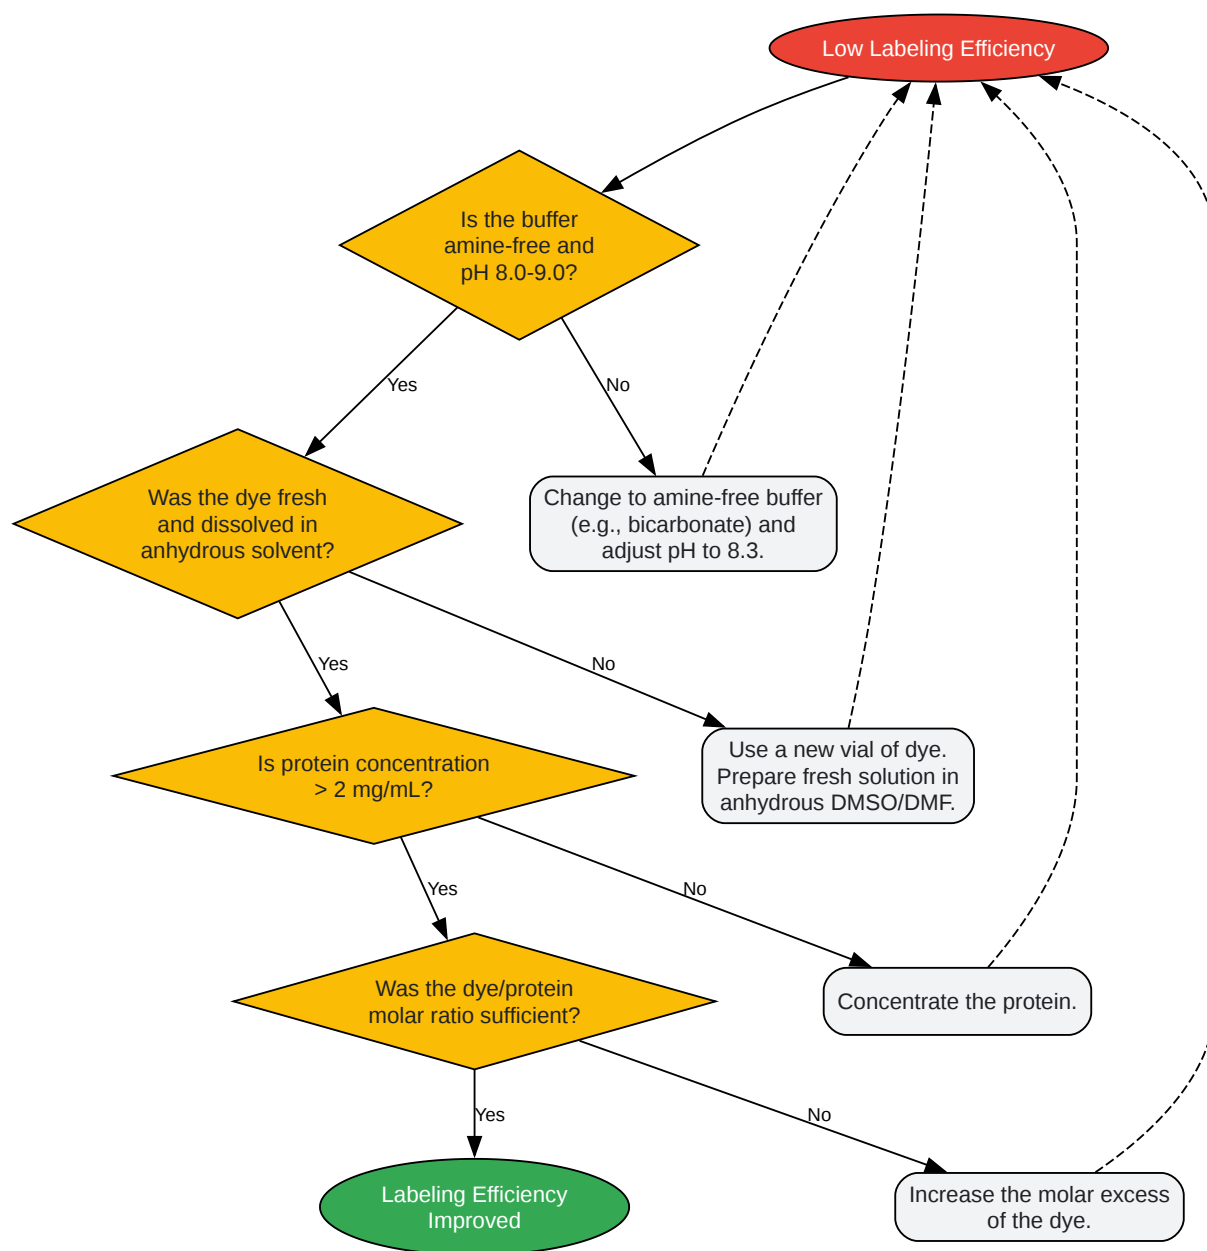 Low Labeling Efficiency
Is the buffer
amine-free and
pH 8.0-9.0?
Yes
No
Was the dye fresh
and dissolved in
anhydrous solvent?
Change to amine-free buffer
(e.g., bicarbonate) and
adjust pH to 8.3.
Yes
No
Is protein concentration
> 2 mg/mL?
Use a new vial of dye.
Prepare fresh solution in
anhydrous DMSO/DMF.
Yes
No
Was the dye/protein
molar ratio sufficient?
Concentrate the protein.
Yes
No
Labeling Efficiency
Improved
Increase the molar excess
of the dye.